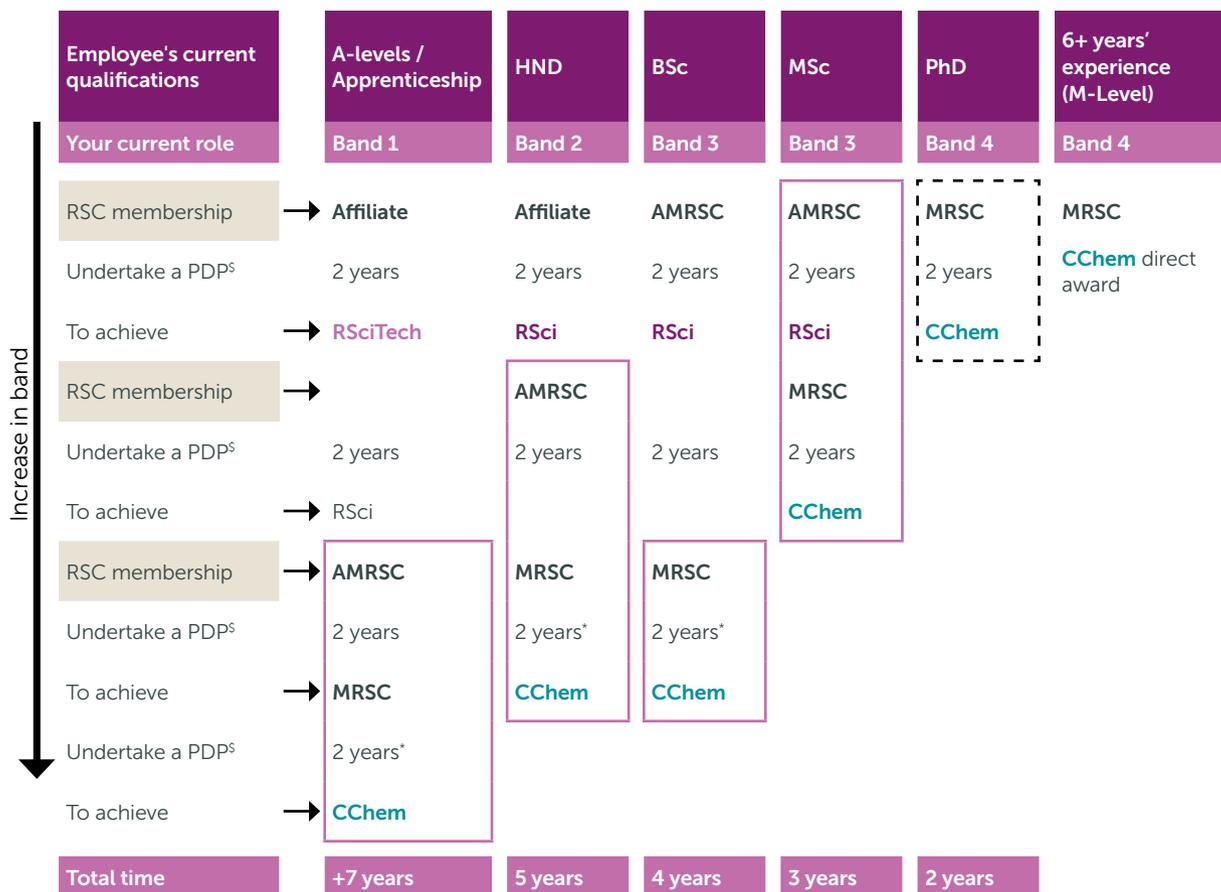 Employee's current qualifications
A-levels / Apprenticeship
HND
BSc
MSc
PhD
6+ years' experience (M-Level)
Your current role
Band 1
Band 2
Band 3
Band 3
Band 4
Band 4
Increase in band
RSC membership
Affiliate
Affiliate
AMRSC
AMRSC
MRSC
MRSC
Undertake a PDP$
2 years
2 years
2 years
2 years
2 years
CChem direct award
To achieve
RSciTech
RSci
RSci
RSci
CChem
RSC membership
AMRSC
MRSC
Undertake a PDP$
2 years
2 years
2 years
2 years
To achieve
RSci
CChem
RSC membership
AMRSC
MRSC
MRSC
Undertake a PDP$
2 years
2 years*
2 years*
To achieve
MRSC
CChem
CChem
Undertake a PDP$
2 years*
To achieve
CChem
Total time
+7 years
5 years
4 years
3 years
2 years